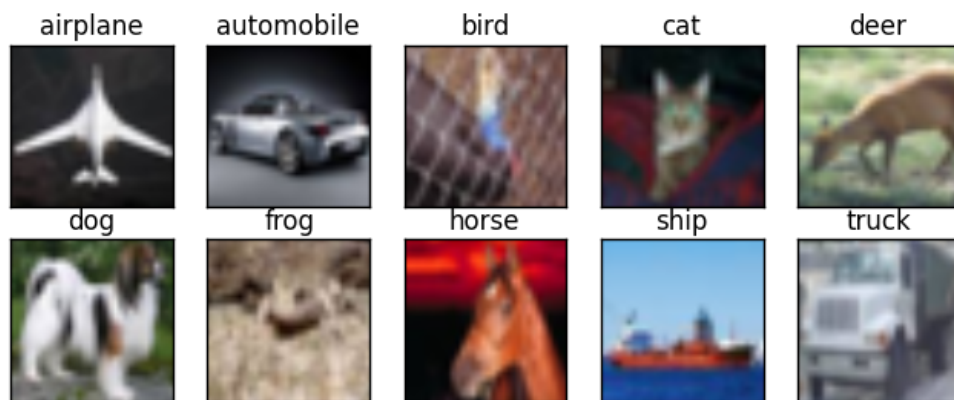 airplane automobile bird cat deer
dog frog horse ship truck